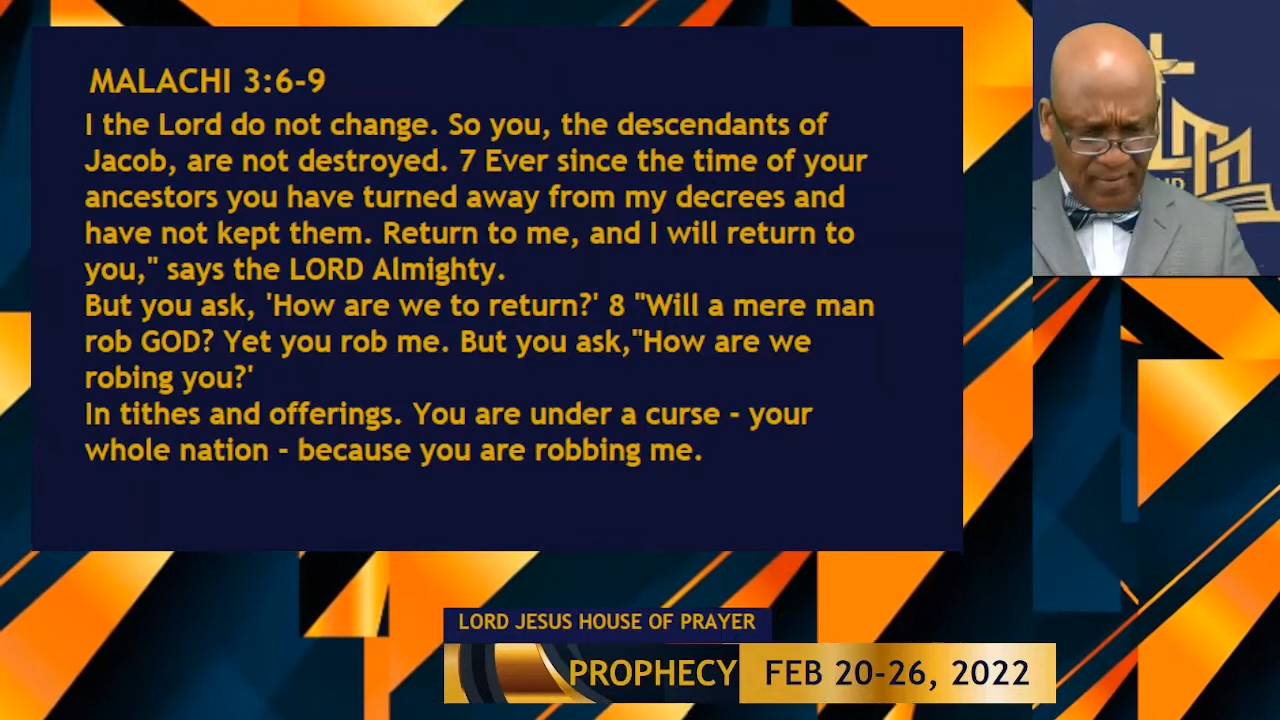 MALACHI 3:6-9
I the Lord do not change. So you, the descendants of
Jacob, are not destroyed. 7 Ever since the time of your
ancestors you have turned away from my decrees and
have not kept them. Return to me, and I will return to
you," says the LORD Almighty.
But you ask, 'How are we to return?' 8 "Will a mere man
rob GOD? Yet you rob me. But you ask,"How are we
robing you?'
In tithes and offerings. You are under a curse - your
whole nation - because you are robbing me.
LORD JESUS HOUSE OF PRAYER
PROPHECY
FEB 20-26, 2022